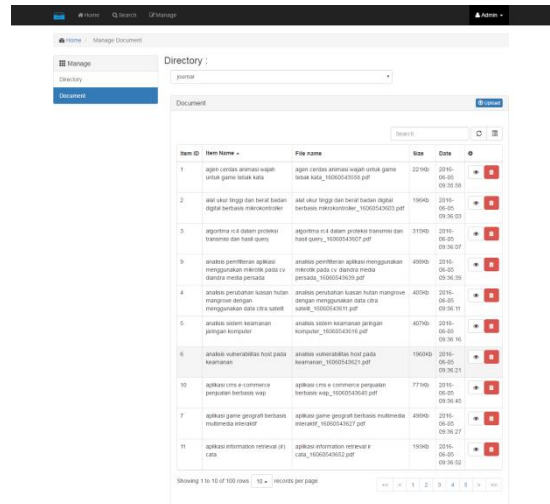 Home Search Manage Admin
Home / Manage Document
Manage
Directory
Document
Directory :
journal
Document Upload
Search
Item ID Item Name File name Size Date
1 agen cerdas animasi wajah agen cerdas animasi wajah untuk game 221Kb 2016-
untuk game tebak kata tebak kata_16060543558.pdf 06-05
09:35:58
2 alat ukur tinggi dan berat badan alat ukur tinggi dan berat badan digital 196Kb 2016-
digital berbasis mikrokontroller berbasis mikrokontroller_16060543603.pdf 06-05
09:36:03
3 algoritma rc4 dalam proteksi algoritma rc4 dalam proteksi transmisi dan 319Kb 2016-
transmisi dan hasil query hasil query_16060543607.pdf 06-05
09:36:07
9 analisis pemfilteran aplikasi analisis pemfilteran aplikasi menggunakan 498Kb 2016-
menggunakan mikrotik pada cv mikrotik pada cv diandra media 06-05
diandra media persada persada_16060543639.pdf 09:36:39
4 analisis perubahan luasan hutan analisis perubahan luasan hutan mangrove 405Kb 2016-
mangrove dengan dengan menggunakan data citra 06-05
menggunakan data citra satelit satelit_16060543611.pdf 09:36:11
5 analisis sistem keamanan analisis sistem keamanan jaringan 407Kb 2016-
jaringan komputer komputer_16060543616.pdf 06-05
09:36:16
6 analisis vulnerabilitas host pada analisis vulnerabilitas host pada 1960Kb 2016-
keamanan keamanan_16060543621.pdf 06-05
09:36:21
10 aplikasi cms e-commerce aplikasi cms e-commerce penjualan 771Kb 2016-
penjualan berbasis wap berbasis wap_16060543645.pdf 06-05
09:36:45
7 aplikasi game geografi berbasis aplikasi game geografi berbasis multimedia 498Kb 2016-
multimedia interaktif interaktif_16060543627.pdf 06-05
09:36:27
11 aplikasi information retrieval (ir) aplikasi information retrieval ir 193Kb 2016-
cata cata_16060543652.pdf 06-05
09:36:52
Showing 1 to 10 of 100 rows 10 records per page << < 1 2 3 4 5 > >>